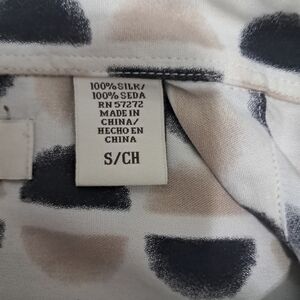 100% SILK/
100% SEDA
RN 57272
MADE IN
CHINA/
HECHO EN
CHINA
S/CH